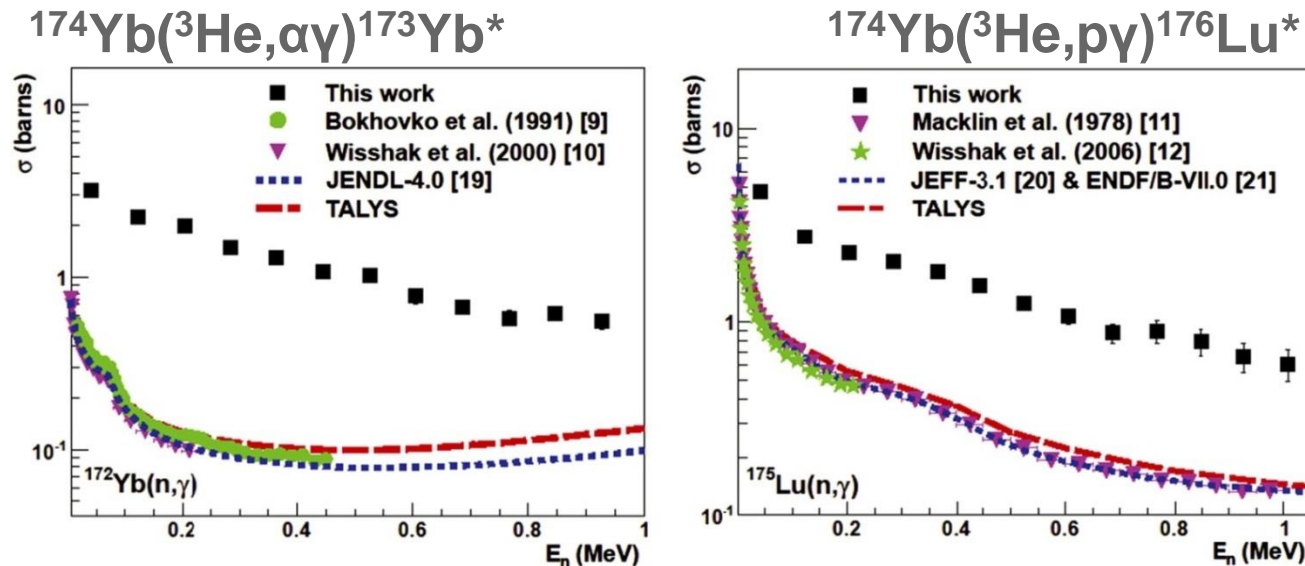 ¹⁷⁴Yb(³He,αγ)¹⁷³Yb*
σ (barns)
10
1
10⁻¹
This work
Bokhovko et al. (1991) [9]
Wisshak et al. (2000) [10]
JENDL-4.0 [19]
TALYS
¹⁷²Yb(n,γ)
0.2 0.4 0.6 0.8 1
Eₙ (MeV)
¹⁷⁴Yb(³He,pγ)¹⁷⁶Lu*
σ (barns)
10
1
10⁻¹
This work
Macklin et al. (1978) [11]
Wisshak et al. (2006) [12]
JEFF-3.1 [20] & ENDF/B-VII.0 [21]
TALYS
¹⁷⁵Lu(n,γ)
0.2 0.4 0.6 0.8 1
Eₙ (MeV)